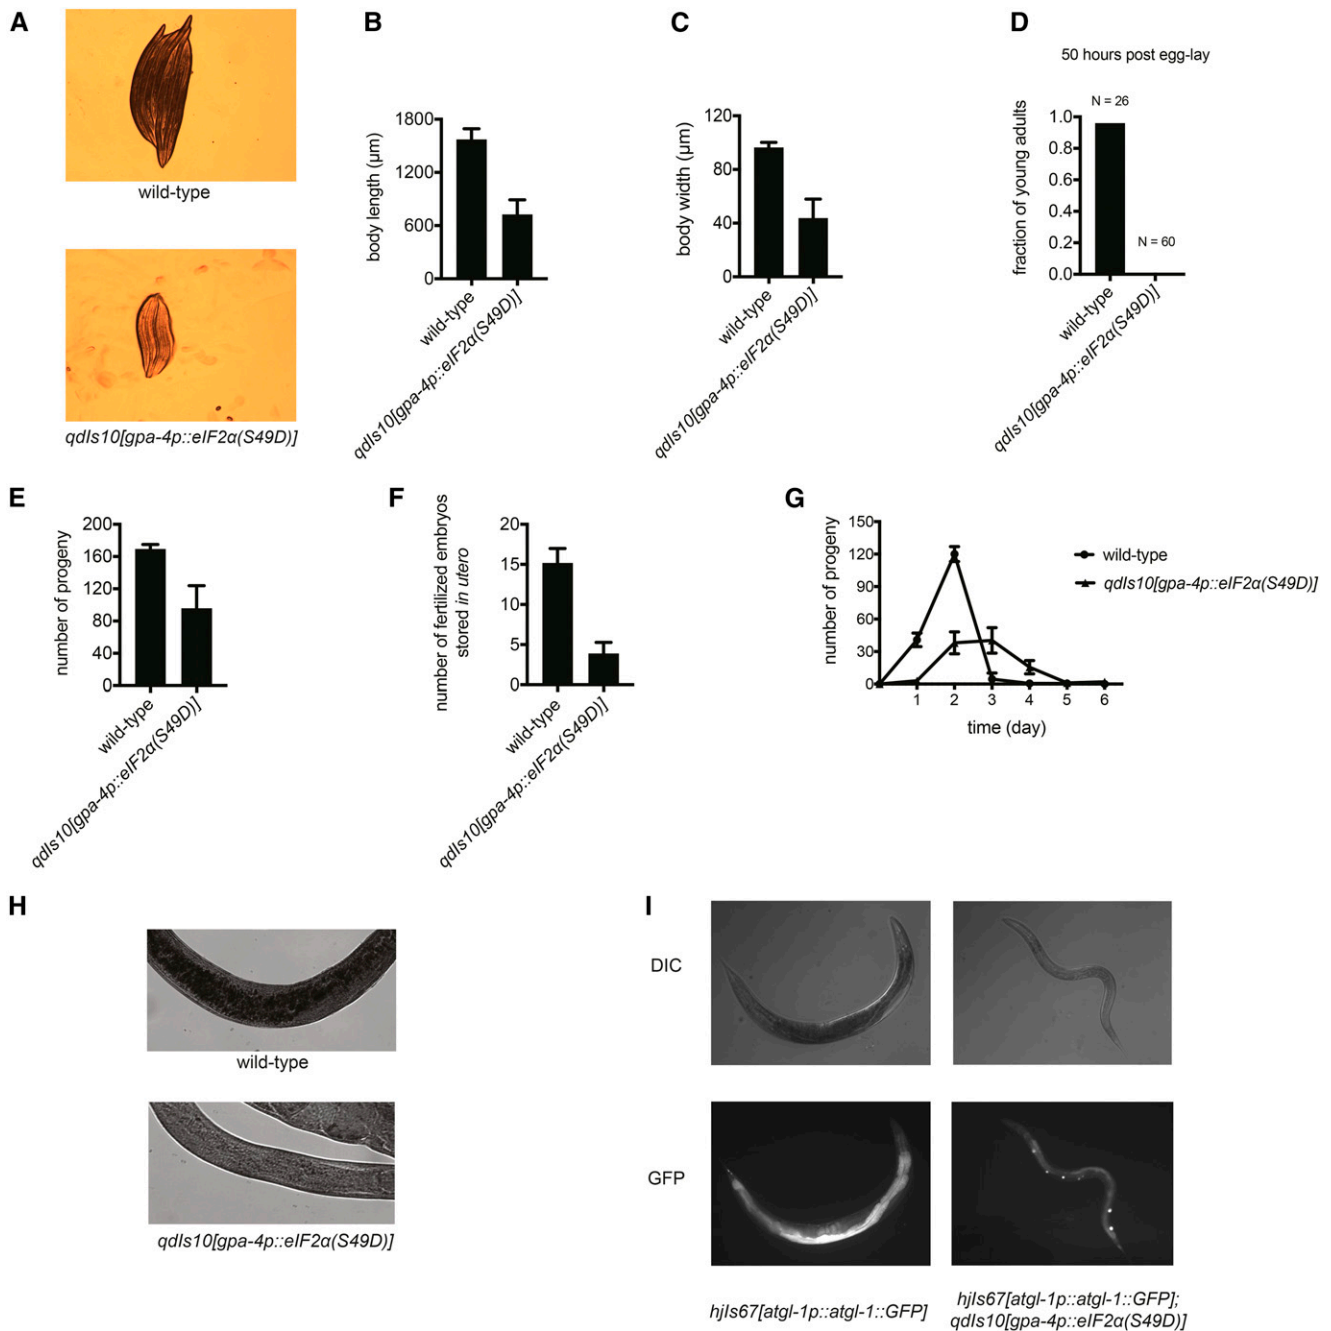 A
wild-type
qdIs10[gpa-4p::eIF2α(S49D)]
B
body length (μm)
1800
1200
600
0
wild-type
qdIs10[gpa-4p::eIF2α(S49D)]
C
body width (μm)
120
80
40
0
wild-type
qdIs10[gpa-4p::eIF2α(S49D)]
D
50 hours post egg-lay
fraction of young adults
N = 26
1.0
0.8
0.6
0.4
0.2
0.0
N = 60
wild-type
qdIs10[gpa-4p::eIF2α(S49D)]
E
number of progeny
200
160
120
80
40
0
wild-type
qdIs10[gpa-4p::eIF2α(S49D)]
F
number of fertilized embryos
stored in utero
20
15
10
5
0
wild-type
qdIs10[gpa-4p::eIF2α(S49D)]
G
number of progeny
150
120
90
60
30
0
1 2 3 4 5 6
time (day)
wild-type
qdIs10[gpa-4p::eIF2α(S49D)]
H
wild-type
qdIs10[gpa-4p::eIF2α(S49D)]
I
DIC
GFP
hjIs67[atgl-1p::atgl-1::GFP]
hjIs67[atgl-1p::atgl-1::GFP];
qdIs10[gpa-4p::eIF2α(S49D)]